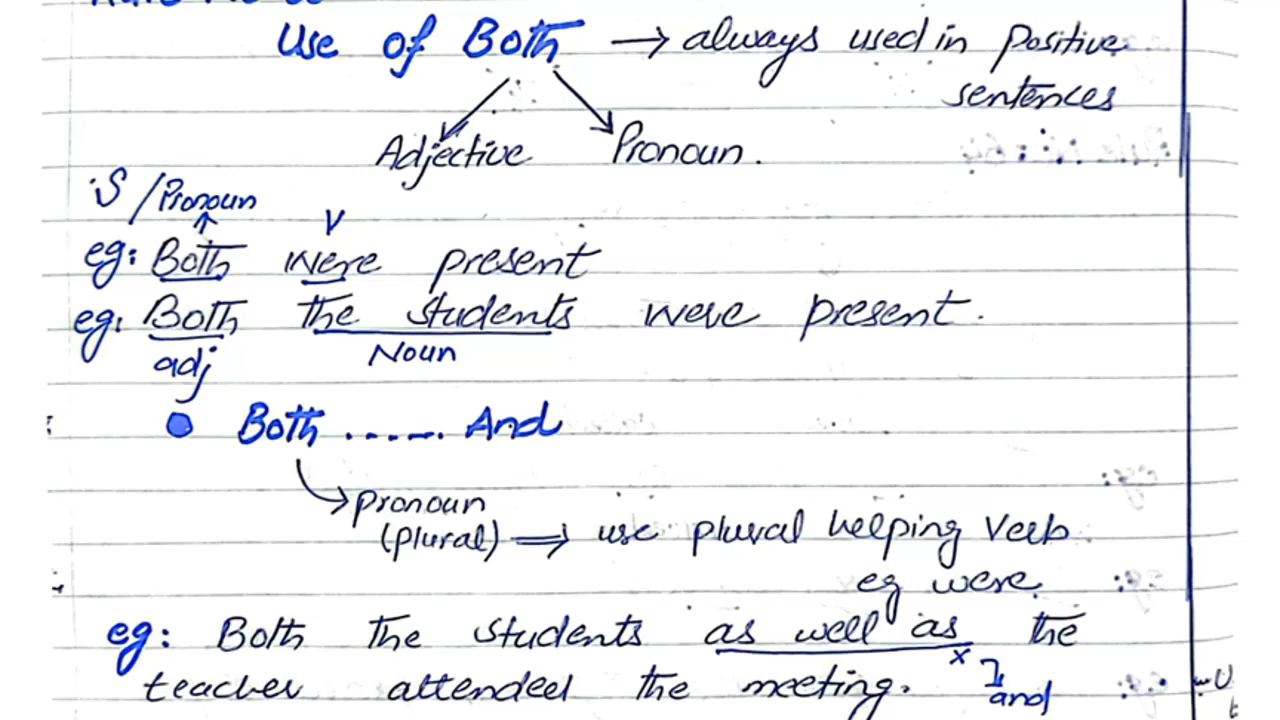 Use of Both → always used in Positive
sentences
Adjective Pronoun.
S/Pronoun V
eg: Both were present
eg: Both the students were present.
adj Noun
Both ...... And
→ pronoun
(plural) ⇒ use plural helping Verb
eg were
eg: Both the students as well as the
teacher attended the meeting. x and